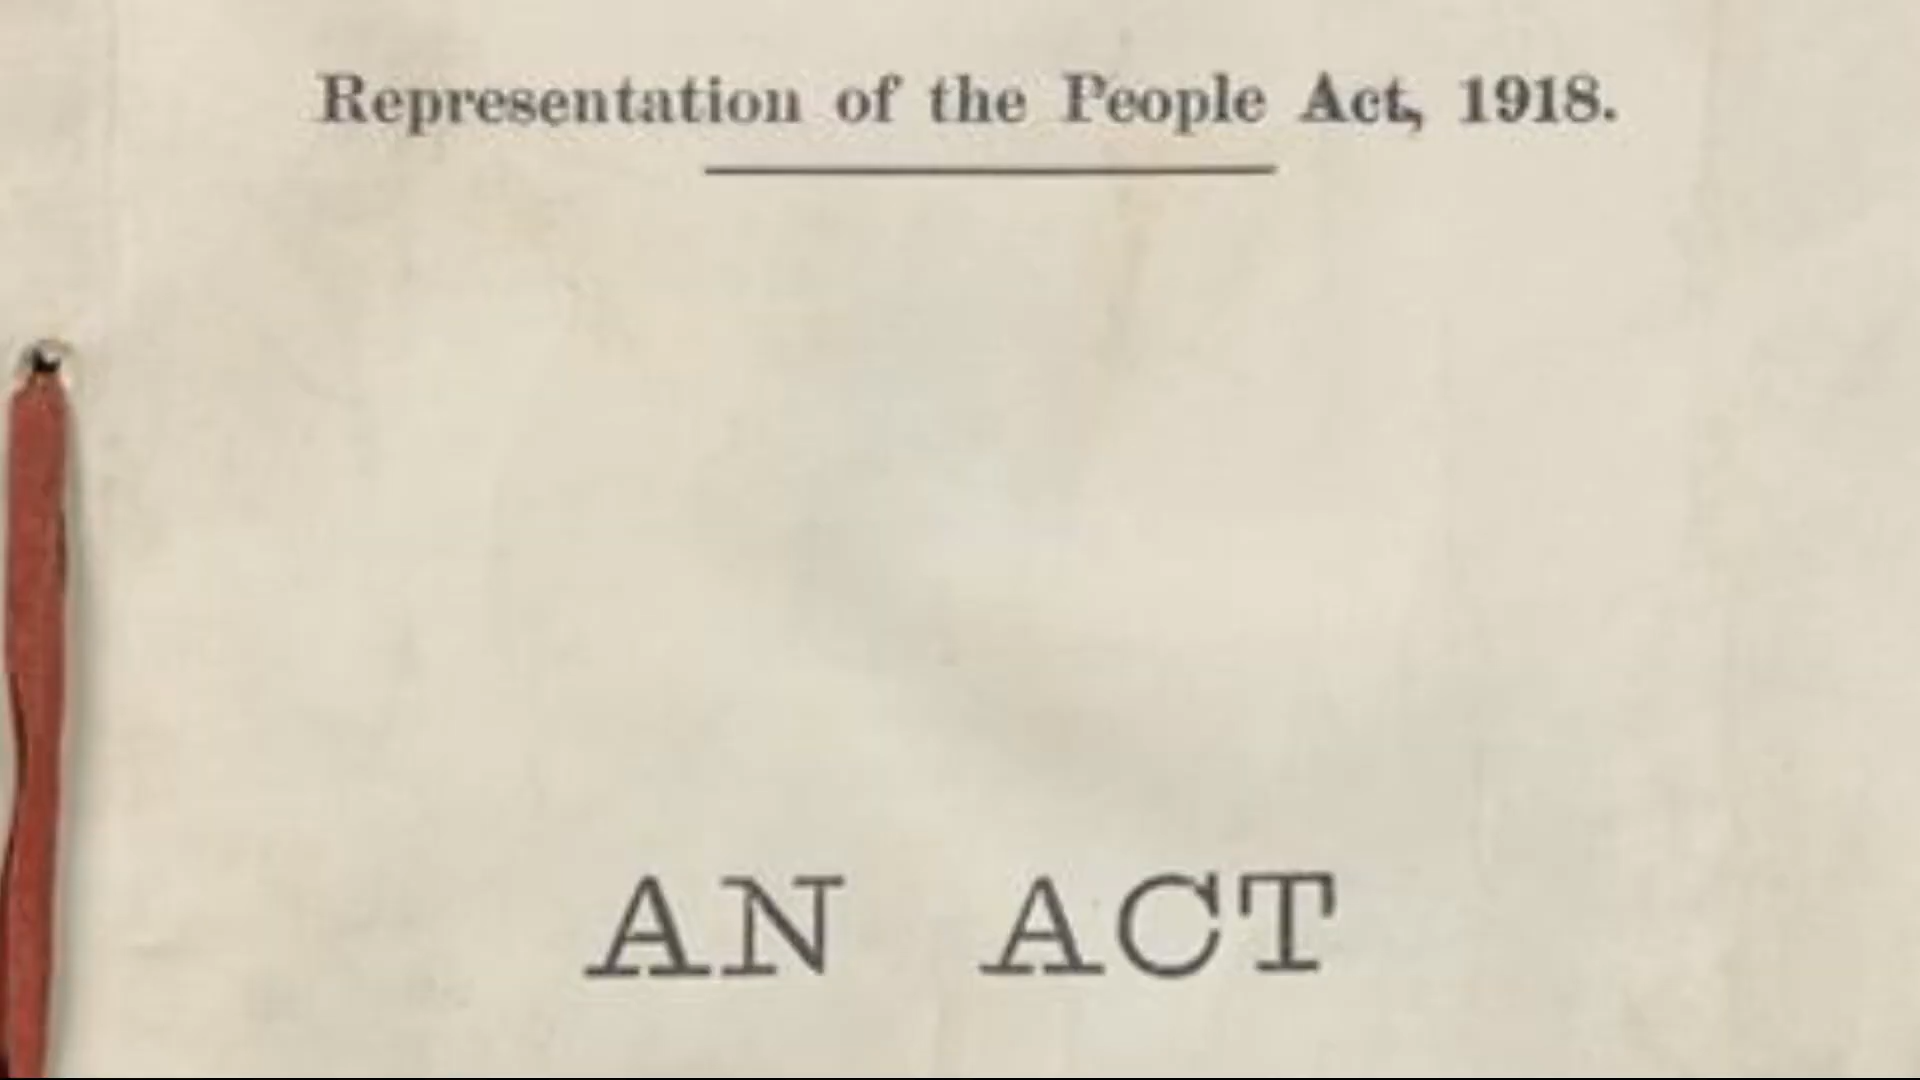 Representation of the People Act, 1918.
AN ACT